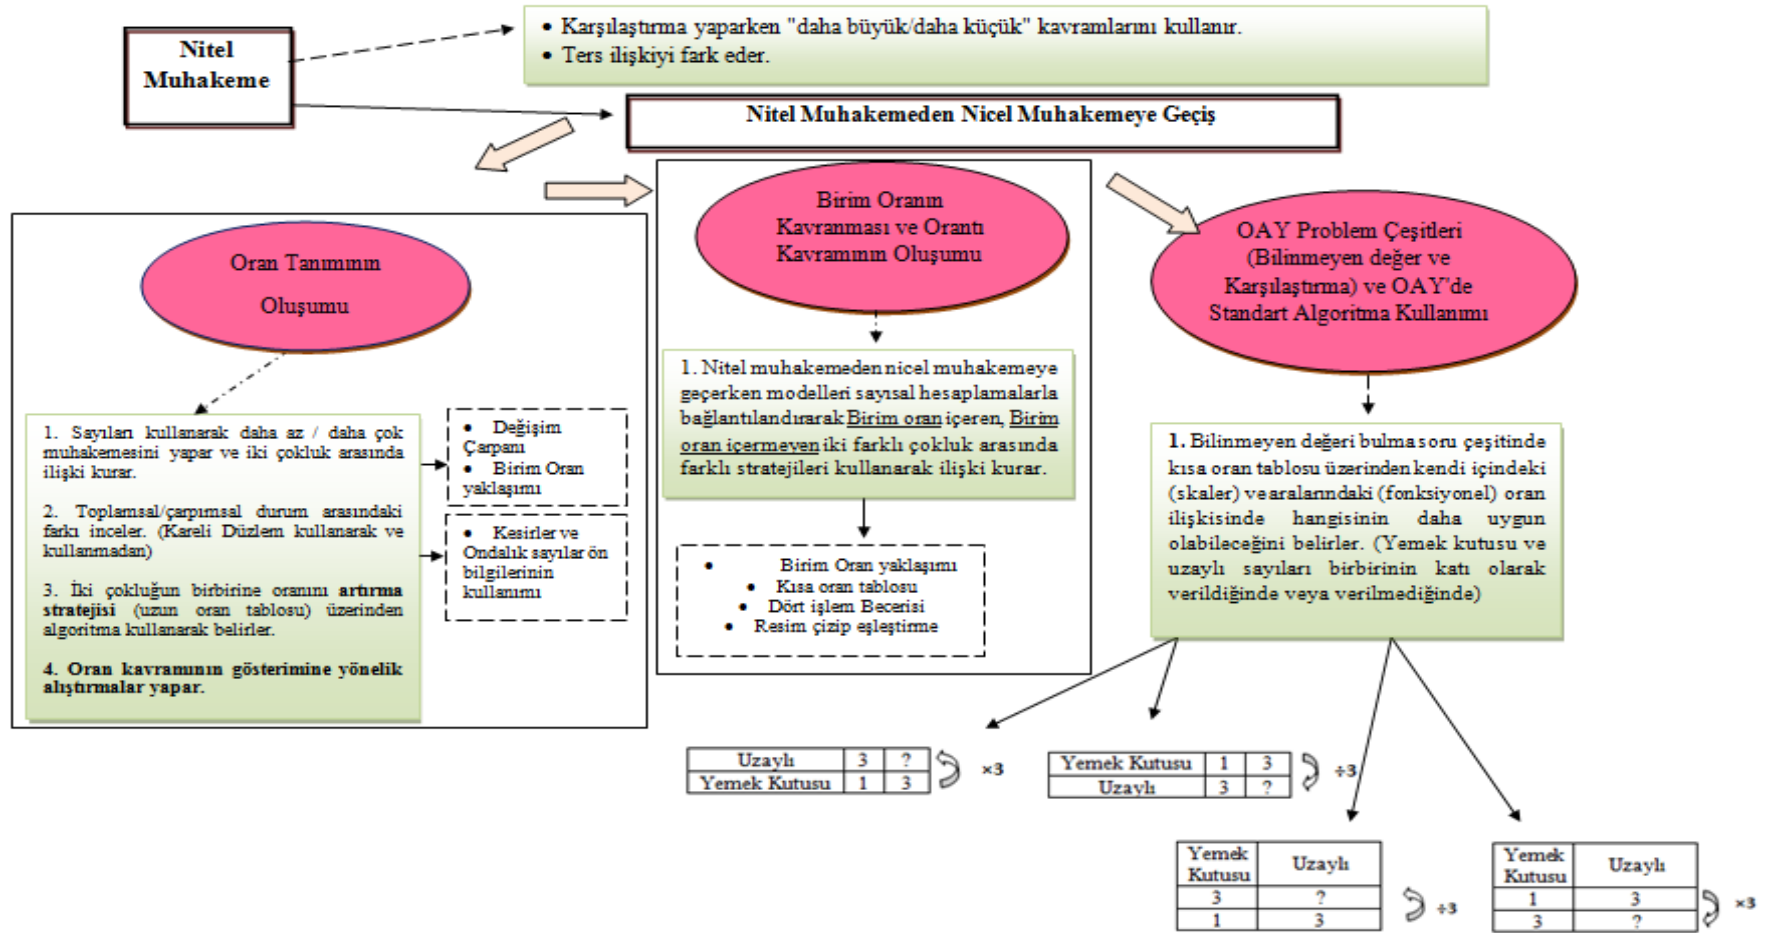 Nitel
Muhakeme
• Karşılaştırma yaparken "daha büyük/daha küçük" kavramlarını kullanır.
• Ters ilişkiyi fark eder.
Nitel Muhakemeden Nicel Muhakemeye Geçiş
Oran Tanımının
Oluşumu
1. Sayıları kullanarak daha az / daha çok
muhakemesini yapar ve iki çokluk arasında
ilişki kurar.
2. Toplamsal/çarpımsal durum arasındaki
farkı inceler. (Kareli Düzlem kullanarak ve
kullanmadan)
3. İki çokluğun birbirine oranını artırma
stratejisi (uzun oran tablosu) üzerinden
algoritma kullanarak belirler.
4. Oran kavramının gösterimine yönelik
alıştırmalar yapar.
• Değişim
Çarpanı
• Birim Oran
yaklaşımı
• Kesirler ve
Ondalık sayılar ön
bilgilerinin
kullanımı
Birim Oranın
Kavranması ve Orantı
Kavramının Oluşumu
1. Nitel muhakemeden nicel muhakemeye
geçerken modelleri sayısal hesaplamalarla
bağlantılandırarak Birim oran içeren, Birim
oran içermeyen iki farklı çokluk arasında
farklı stratejileri kullanarak ilişki kurar.
• Birim Oran yaklaşımı
• Kısa oran tablosu
• Dört işlem Becerisi
• Resim çizip eşleştirme
OAY Problem Çeşitleri
(Bilinmeyen değer ve
Karşılaştırma) ve OAY'de
Standart Algoritma Kullanımı
1. Bilinmeyen değeri bulma soru çeşitinde
kısa oran tablosu üzerinden kendi içindeki
(skaler) ve aralarındaki (fonksiyonel) oran
ilişkisinde hangisinin daha uygun
olabileceğini belirler. (Yemek kutusu ve
uzaylı sayıları birbirinin katı olarak
verildiğinde veya verilmediğinde)
Uzaylı 3 ?
Yemek Kutusu 1 3
×3
Yemek Kutusu 1 3
Uzaylı 3 ?
÷3
Yemek
Kutusu
Uzaylı
3 ?
1 3
÷3
Yemek
Kutusu
Uzaylı
1 3
3 ?
×3